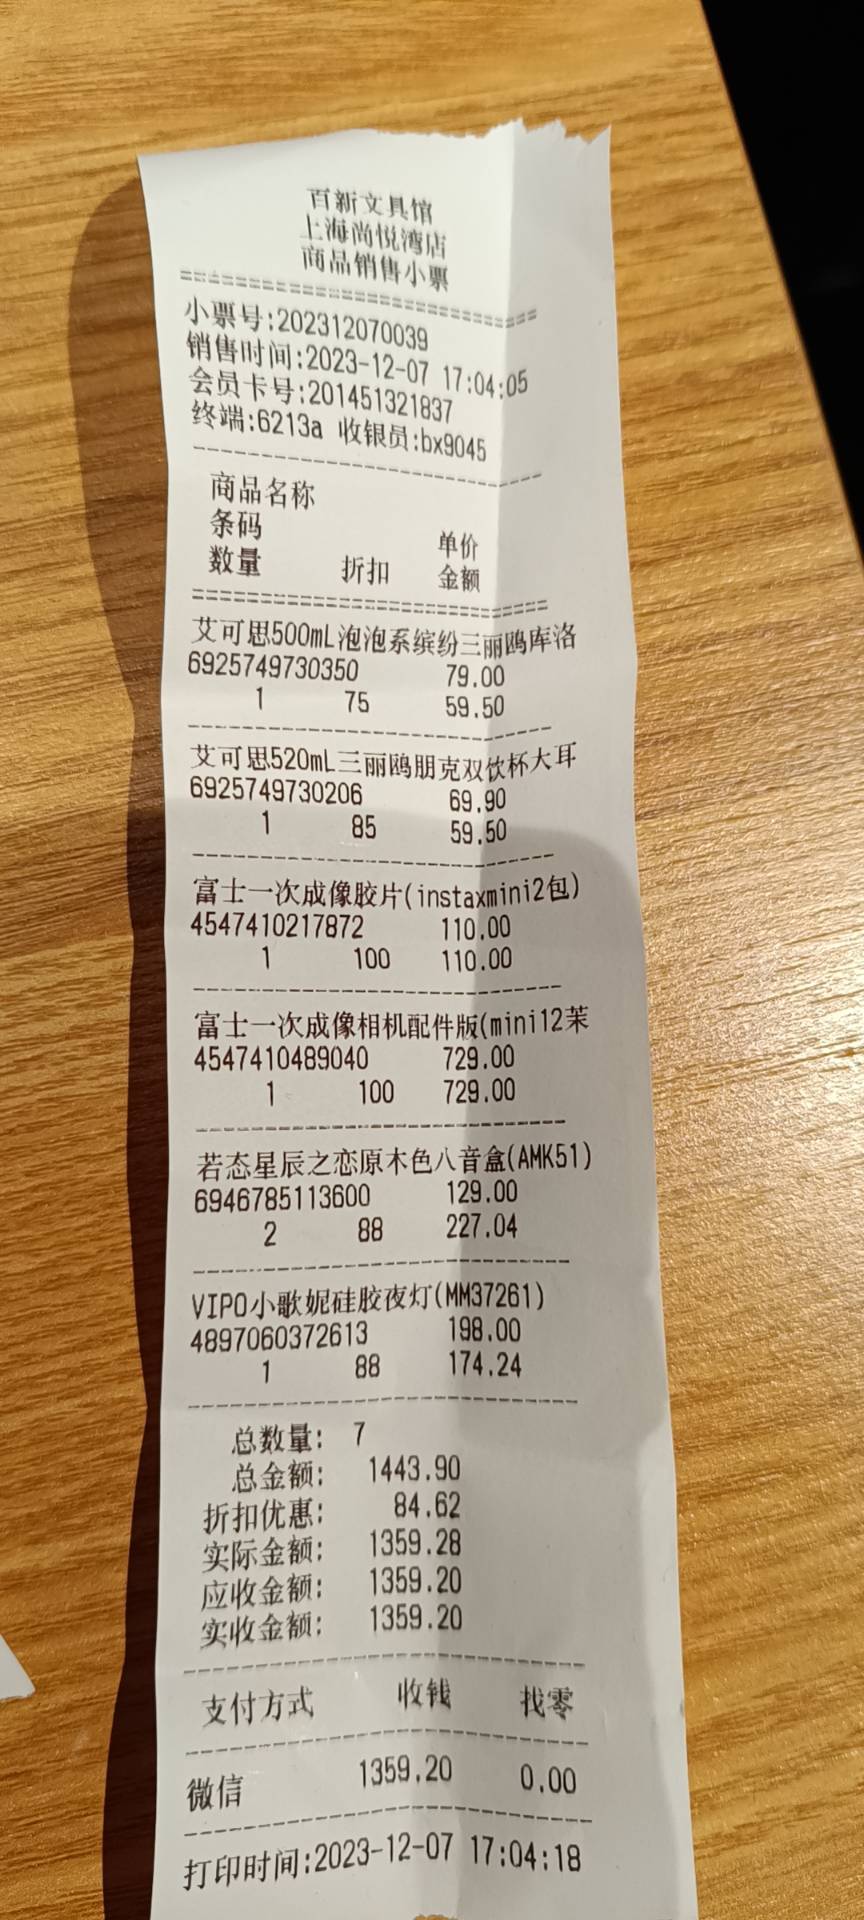 百新文具馆
上海尚悦湾店
商品销售小票
===================================
小票号:202312070039
销售时间:2023-12-07 17:04:05
会员卡号:201451321837
终端:6213a 收银员:bx9045
-----------------------------------
商品名称
条码 单价
数量 折扣 金额
===================================
艾可思500mL泡泡系缤纷三丽鸥库洛
6925749730350 79.00
1 75 59.50
-----------------------------------
艾可思520mL三丽鸥朋克双饮杯大耳
6925749730206 69.90
1 85 59.50
-----------------------------------
富士一次成像胶片(instaxmini2包)
4547410217872 110.00
1 100 110.00
-----------------------------------
富士一次成像相机配件版(mini12茉
4547410489040 729.00
1 100 729.00
-----------------------------------
若态星辰之恋原木色八音盒(AMK51)
6946785113600 129.00
2 88 227.04
-----------------------------------
VIPO小歌妮硅胶夜灯(MM37261)
4897060372613 198.00
1 88 174.24
-----------------------------------
总数量: 7
总金额: 1443.90
折扣优惠: 84.62
实际金额: 1359.28
应收金额: 1359.20
实收金额: 1359.20
-----------------------------------
支付方式 收钱 找零
-----------------------------------
微信 1359.20 0.00
-----------------------------------
打印时间:2023-12-07 17:04:18